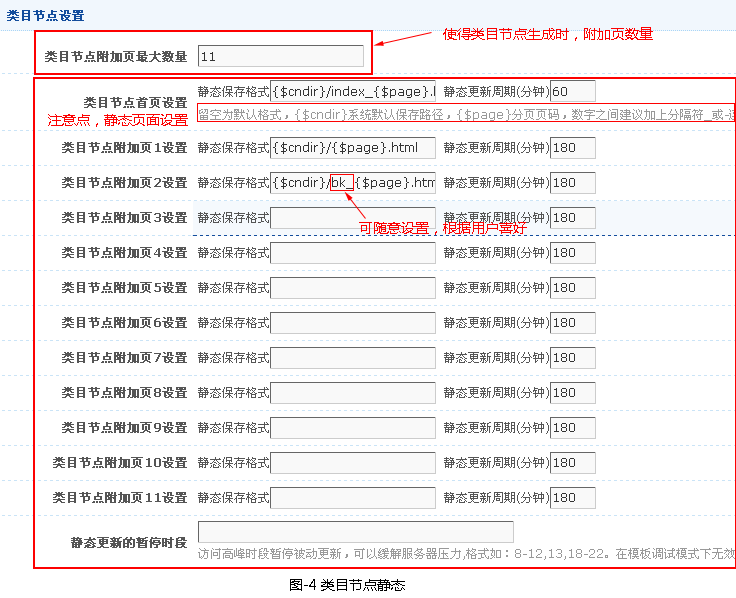 类目节点设置
使得类目节点生成时，附加页数量
类目节点附加页最大数量 11
类目节点首页设置 静态保存格式 {$cndir}/index_{$page}. 静态更新周期(分钟) 60
注意点，静态页面设置
留空为默认格式，{$cndir}系统默认保存路径，{$page}分页页码，数字之间建议加上分隔符_或-
类目节点附加页1设置 静态保存格式 {$cndir}/{$page}.html 静态更新周期(分钟) 180
类目节点附加页2设置 静态保存格式 {$cndir}/bk_{$page}.htm 静态更新周期(分钟) 180
类目节点附加页3设置 静态保存格式 静态更新周期(分钟) 180
可随意设置，根据用户喜好
类目节点附加页4设置 静态保存格式 静态更新周期(分钟) 180
类目节点附加页5设置 静态保存格式 静态更新周期(分钟) 180
类目节点附加页6设置 静态保存格式 静态更新周期(分钟) 180
类目节点附加页7设置 静态保存格式 静态更新周期(分钟) 180
类目节点附加页8设置 静态保存格式 静态更新周期(分钟) 180
类目节点附加页9设置 静态保存格式 静态更新周期(分钟) 180
类目节点附加页10设置 静态保存格式 静态更新周期(分钟) 180
类目节点附加页11设置 静态保存格式 静态更新周期(分钟) 180
静态更新的暂停时段
访问高峰时段暂停被动更新，可以缓解服务器压力,格式如：8-12,13,18-22。在模板调试模式下无效
图-4 类目节点静态